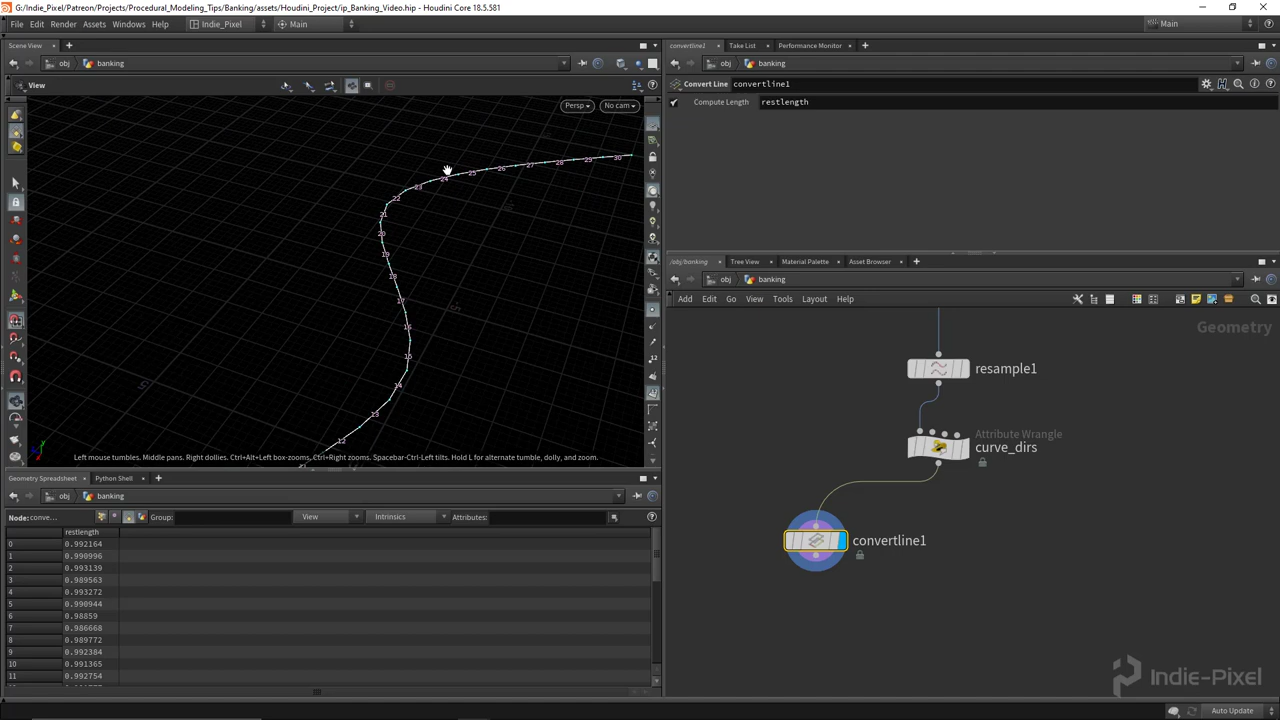 G:/Indie_Pixel/Patreon/Projects/Procedural_Modeling_Tips/Banking/assets/Houdini_Project/ip_Banking_Video.hip - Houdini Core 18.5.581
File Edit Render Assets Windows Help Indie_Pixel Main Main
Scene View convertline1 Take List Performance Monitor
obj banking obj banking
View Convert Line convertline1
Persp No cam Compute Length restlength
30
29
28
27
26
25
24
23
22
21
20
19
18
17
16
15
14
13
12
Left mouse tumbles. Middle pans. Right dollies. Ctrl+Alt+Left box-zooms. Ctrl+Right zooms. Spacebar-Ctrl-Left tilts. Hold L for alternate tumble, dolly, and zoom.
/obj/banking Tree View Material Palette Asset Browser
obj banking
Add Edit Go View Tools Layout Help
Geometry
resample1
Attribute Wrangle
curve_dirs
convertline1
Geometry Spreadsheet Python Shell
obj banking
Node: conve... Group: View Intrinsics Attributes:
restlength
0 0.992164
1 0.990996
2 0.993139
3 0.989563
4 0.993272
5 0.990944
6 0.98859
7 0.986668
8 0.989772
9 0.992384
10 0.991365
11 0.992754
Indie-Pixel
Auto Update